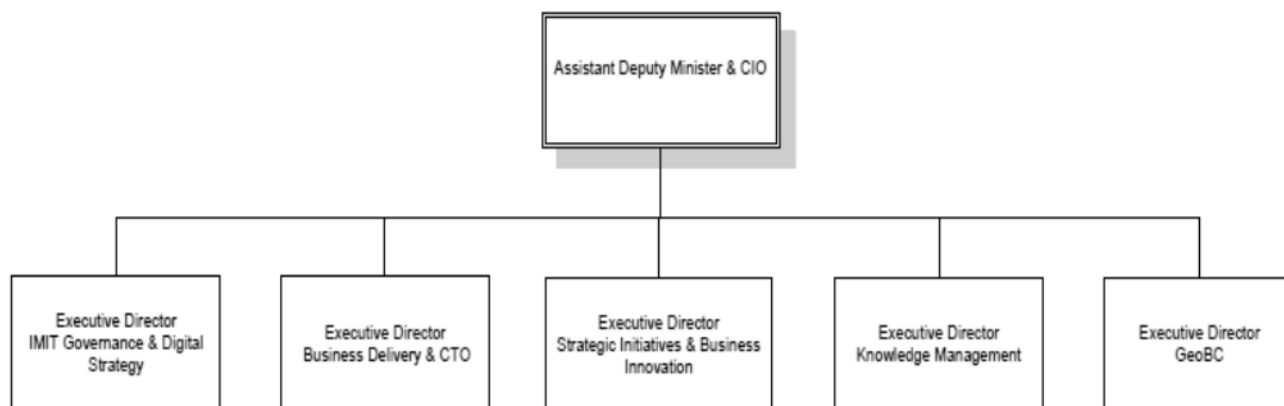 Assistant Deputy Minister & CIO
Executive Director
IMIT Governance & Digital
Strategy
Executive Director
Business Delivery & CTO
Executive Director
Strategic Initiatives & Business
Innovation
Executive Director
Knowledge Management
Executive Director
GeoBC